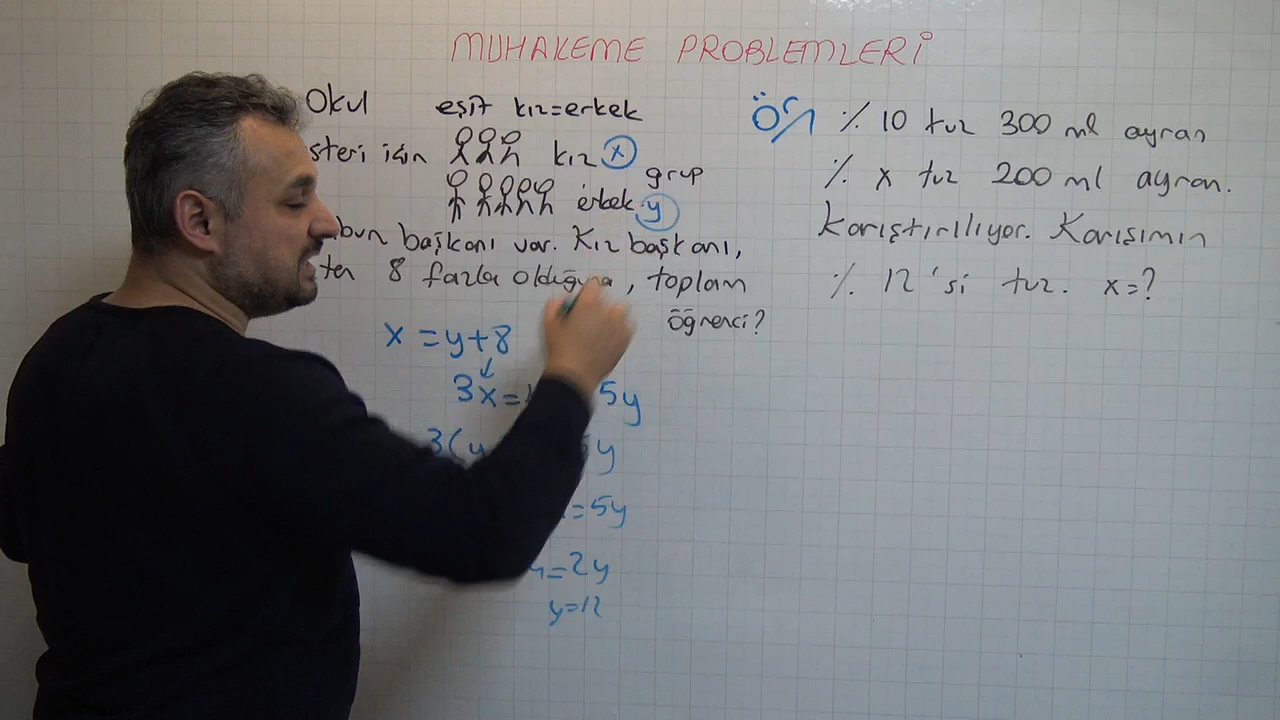 MUHAKEME PROBLEMLERİ
Okul eşit kız=erkek
steri için kız x
grup
erkek y
bun başkanı var. Kız başkanı,
ten 8 fazla olduğuna, toplam
öğrenci?
x = y+8
3x= 5y
3(y 5y
=5y
=2y
y=12
Ör/ % 10 tuz 300 ml ayran
% x tuz 200 ml ayran.
Karıştırılıyor. Karışımın
% 12 'si tuz. x=?